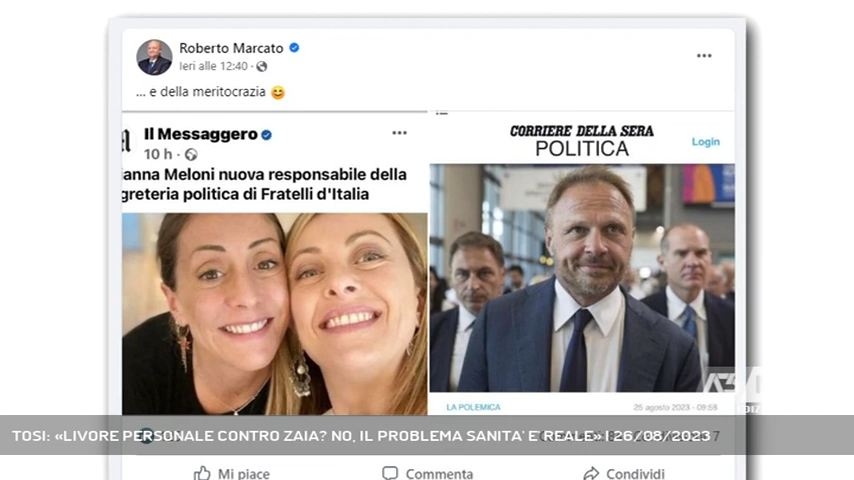 Roberto Marcato
Ieri alle 12:40 ·
... e della meritocrazia 😊
Il Messaggero
10 h ·
ianna Meloni nuova responsabile della
greteria politica di Fratelli d'Italia
CORRIERE DELLA SERA
POLITICA
Login
LA POLEMICA
25 agosto 2023 - 09:58
TOSI: «LIVORE PERSONALE CONTRO ZAIA? NO, IL PROBLEMA SANITA' E' REALE» | 26/08/2023
Mi piace
Commenta
Condividi